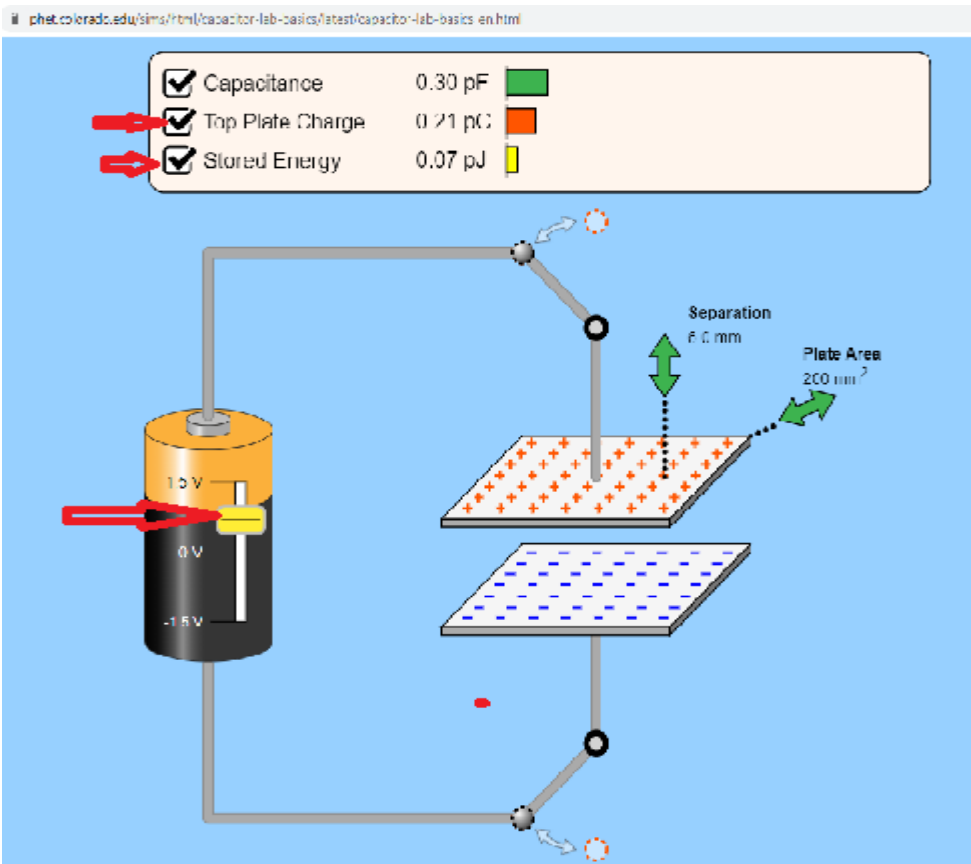 phet.colorado.edu/sims/html/capacitor-lab-basics/latest/capacitor-lab-basics_en.html
Capacitance 0.30 pF
Top Plate Charge 0.21 pC
Stored Energy 0.07 pJ
Separation
6.0 mm
Plate Area
200 mm2
1.5 V
0 V
-1.5 V